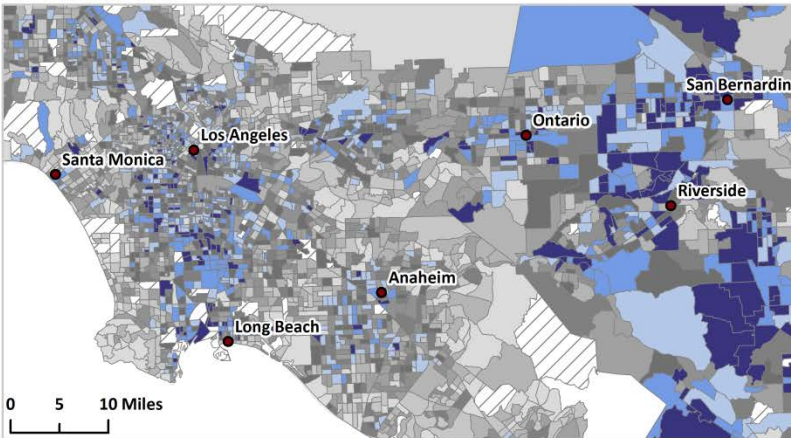 San Bernardin
Ontario
Los Angeles
Santa Monica
Riverside
Anaheim
Long Beach
0 5 10 Miles